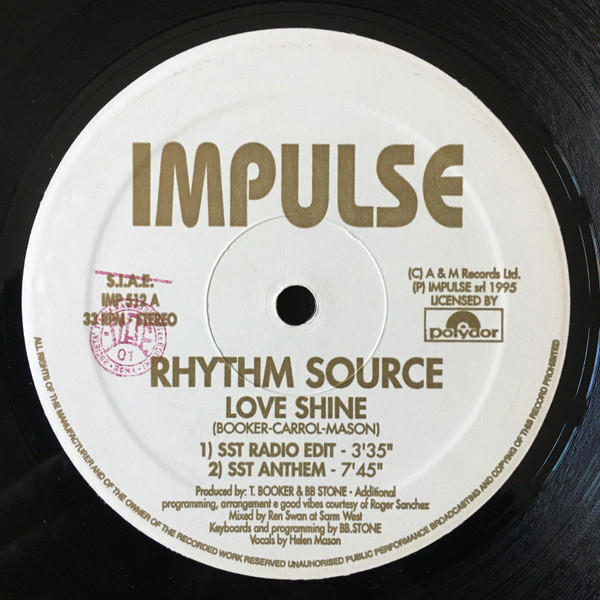 IMPULSE
S.I.A.E.
IMP 512 A
33 RPM - STEREO
01
ROMA
(C) A & M Records Ltd.
(P) IMPULSE srl 1995
LICENSED BY
polydor
RHYTHM SOURCE
LOVE SHINE
(BOOKER-CARROL-MASON)
1) SST RADIO EDIT - 3'35"
2) SST ANTHEM - 7'45"
Produced by: T. BOOKER & BB STONE - Additional
programming, arrangement e good vibes courtesy of Roger Sanchez
Mixed by Ren Swan at Sarm West
Keyboards and programming by BB.STONE
Vocals by Helen Mason
ALL RIGHTS OF THE MANUFACTURER AND OF THE OWNER OF THE RECORDED WORK RESERVED UNAUHORISED PUBLIC PERFORMANCE BROADCASTING AND COPYING OF THIS RECORD PROHIBITED